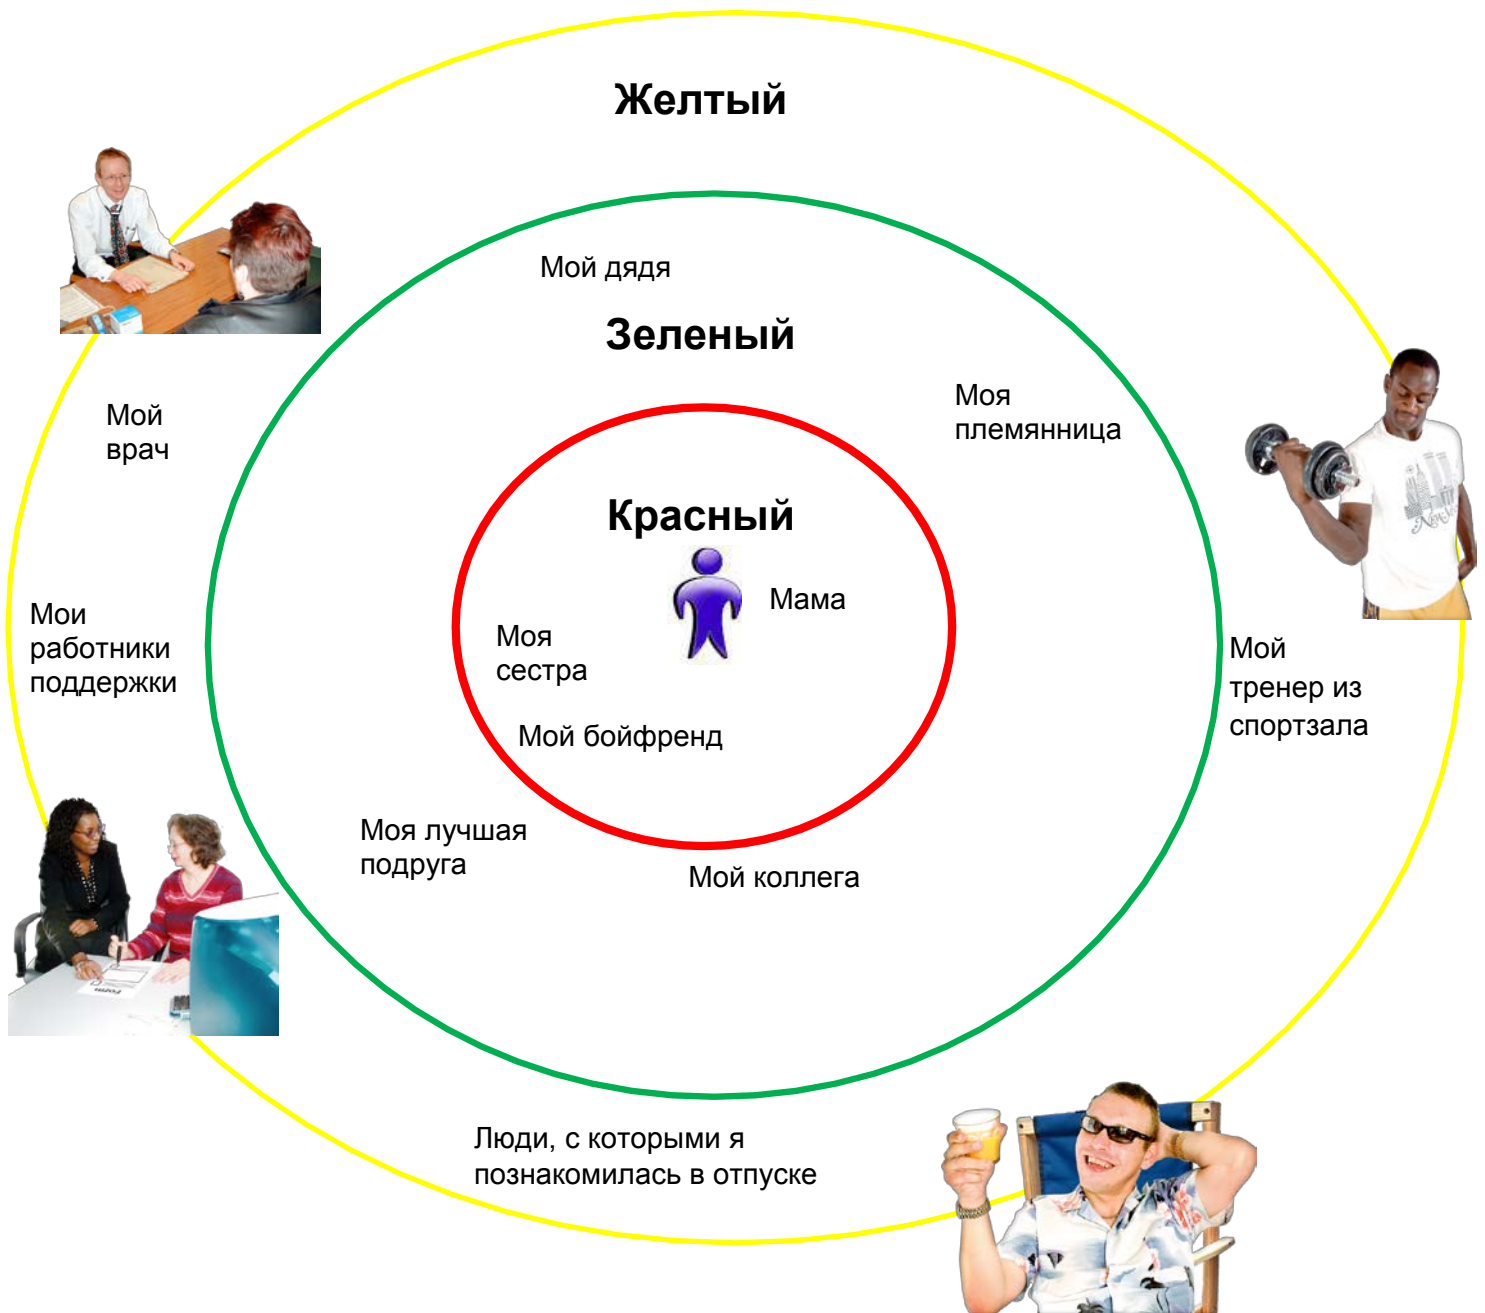 Желтый
Мой дядя
Зеленый
Моя
племянница
Мой
врач
Красный
Мама
Мои
работники
поддержки
Моя
сестра
Мой
тренер из
спортзала
Мой бойфренд
Моя лучшая
подруга
Мой коллега
Люди, с которыми я
познакомилась в отпуске
Form